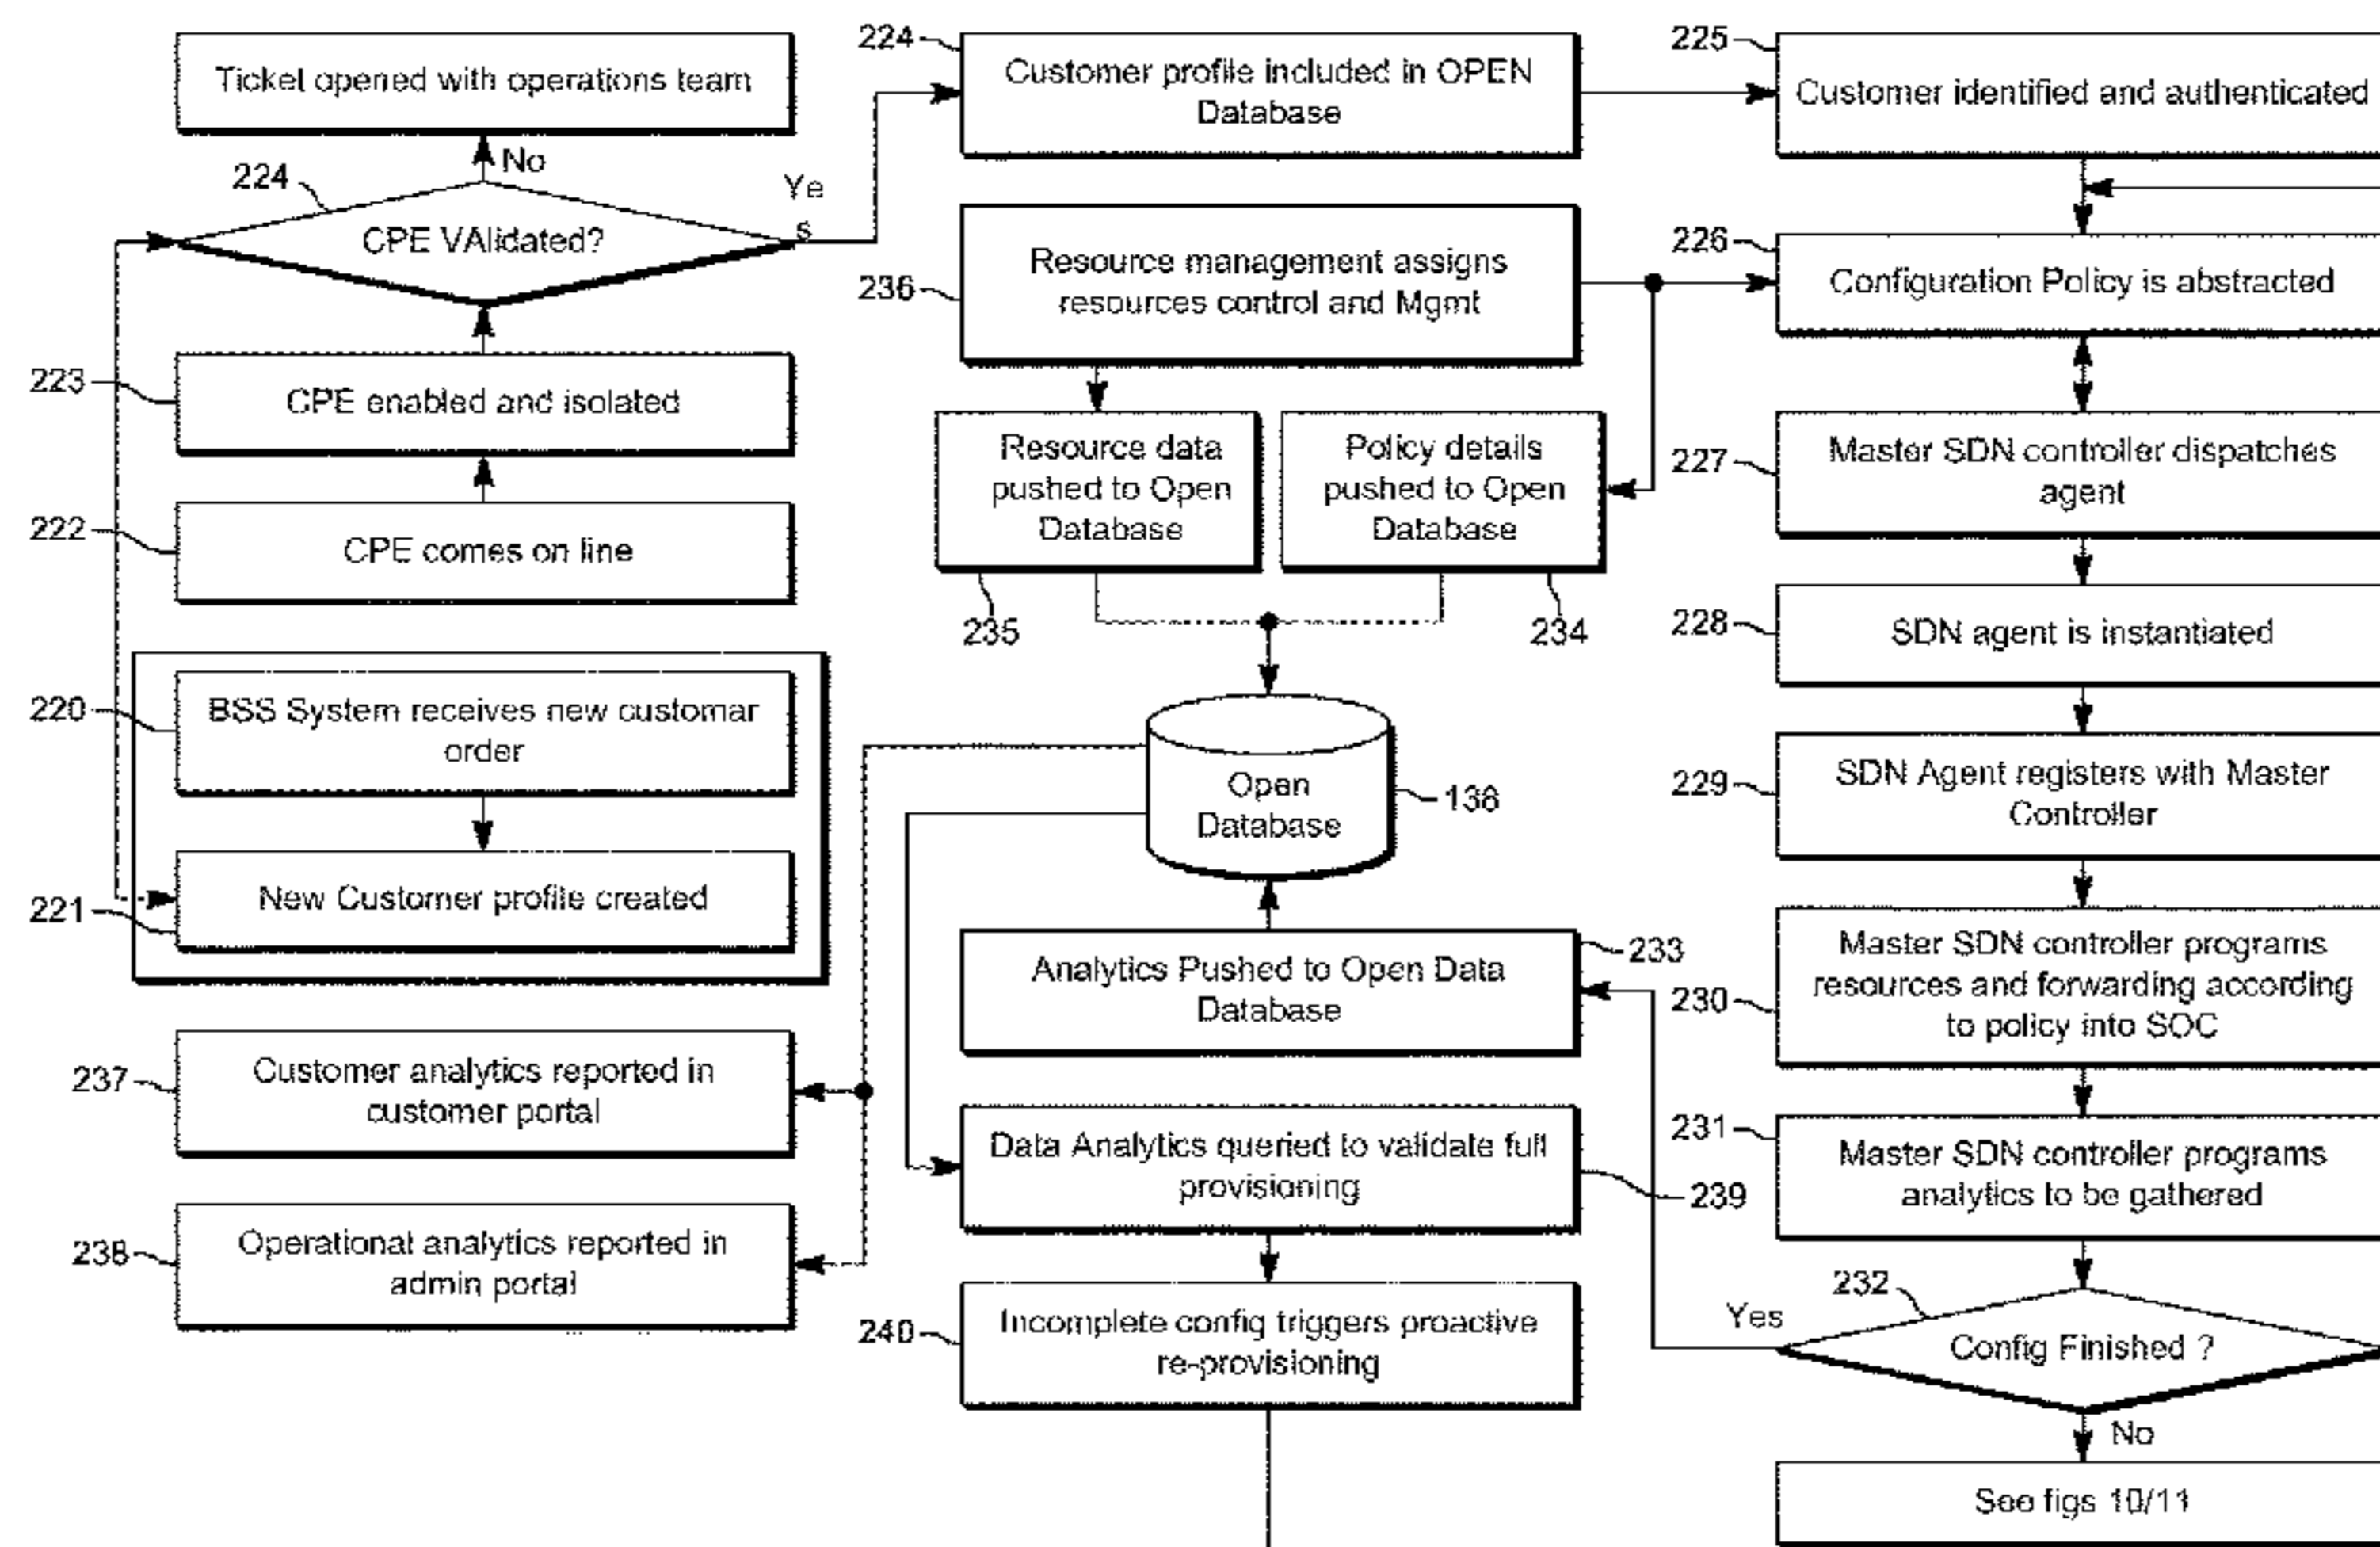 Ticket opened with operations team
No
224
Ye
s
CPE VAlidated?
223
CPE enabled and isolated
222
CPE comes on line
220
BSS System receives new customar
order
221
New Customer profile created
237
Customer analytics reported in
customer portal
238
Operational analytics reported in
admin portal
224
Customer profile included in OPEN
Database
236
Resource management assigns
resources control and Mgmt
Resource data
pushed to Open
Database
235
Policy details
pushed to Open
Database
234
Open
Database
138
Analytics Pushed to Open Data
Database
233
Data Analytics queried to validate full
provisioning
239
240
Incomplete config triggers proactive
re-provisioning
225
Customer identified and authenticated
226
Configuration Policy is abstracted
227
Master SDN controller dispatches
agent
228
SDN agent is instantiated
229
SDN Agent registers with Master
Controller
230
Master SDN controller programs
resources and forwarding according
to policy into SOC
231
Master SDN controller programs
analytics to be gathered
232
Yes
Config Finished ?
No
See figs 10/11